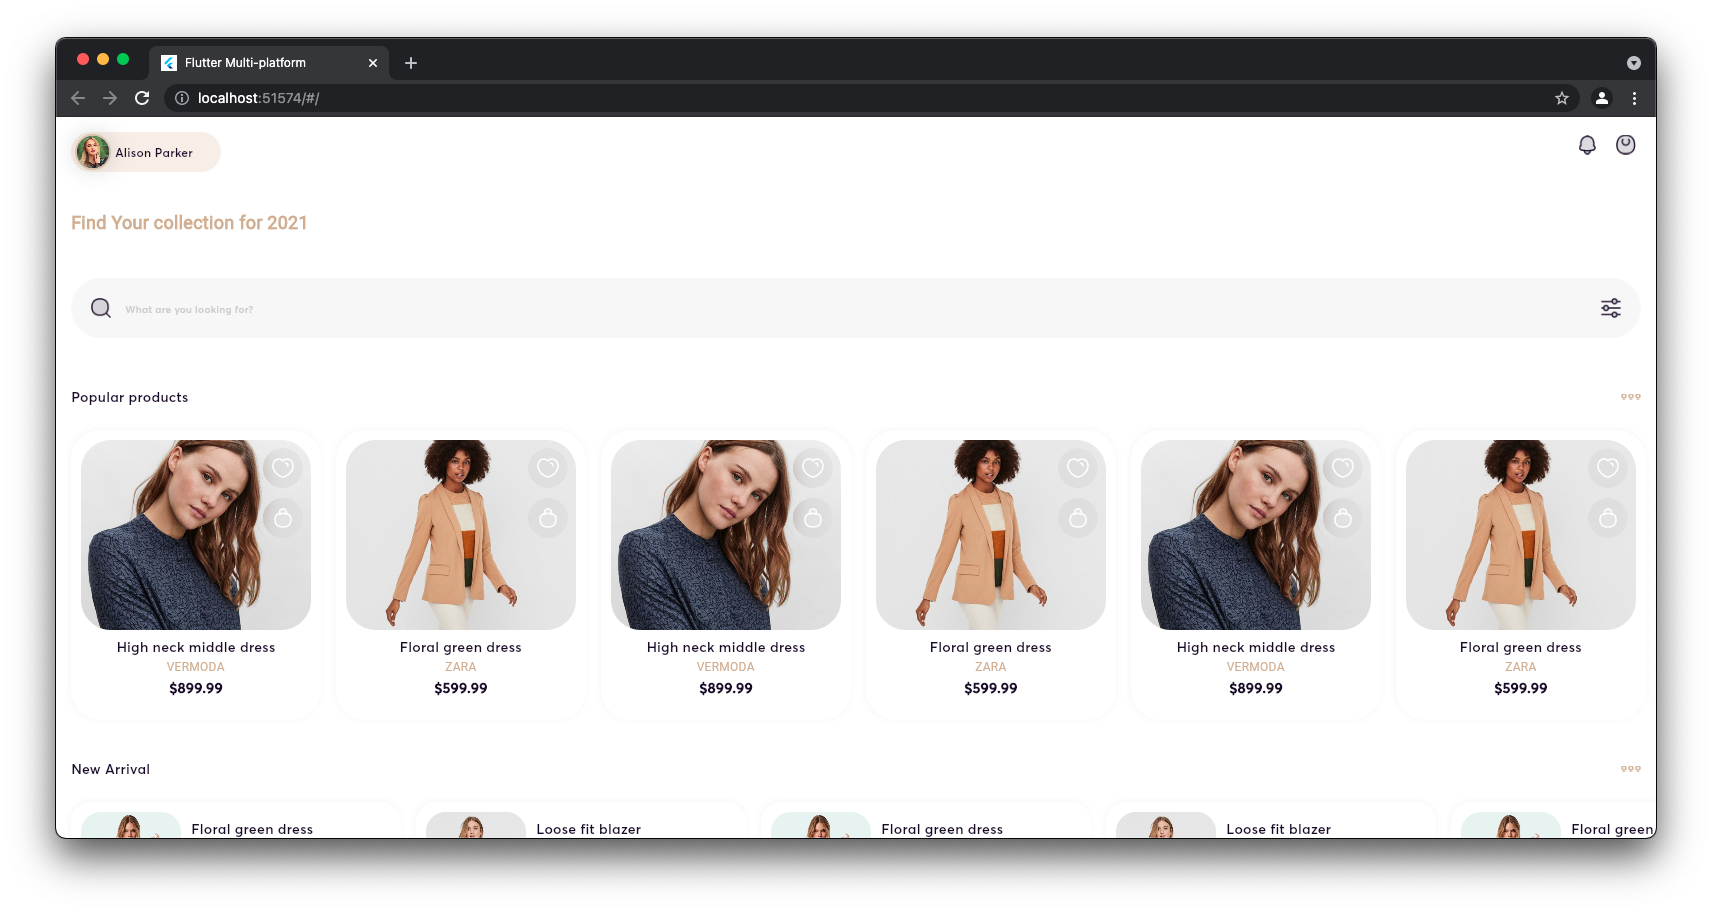 Flutter Multi-platform
localhost:51574/#/
Alison Parker
Find Your collection for 2021
What are you looking for?
Popular products
High neck middle dress
VERMODA
$899.99
Floral green dress
ZARA
$599.99
High neck middle dress
VERMODA
$899.99
Floral green dress
ZARA
$599.99
High neck middle dress
VERMODA
$899.99
Floral green dress
ZARA
$599.99
New Arrival
Floral green dress
Loose fit blazer
Floral green dress
Loose fit blazer
Floral green